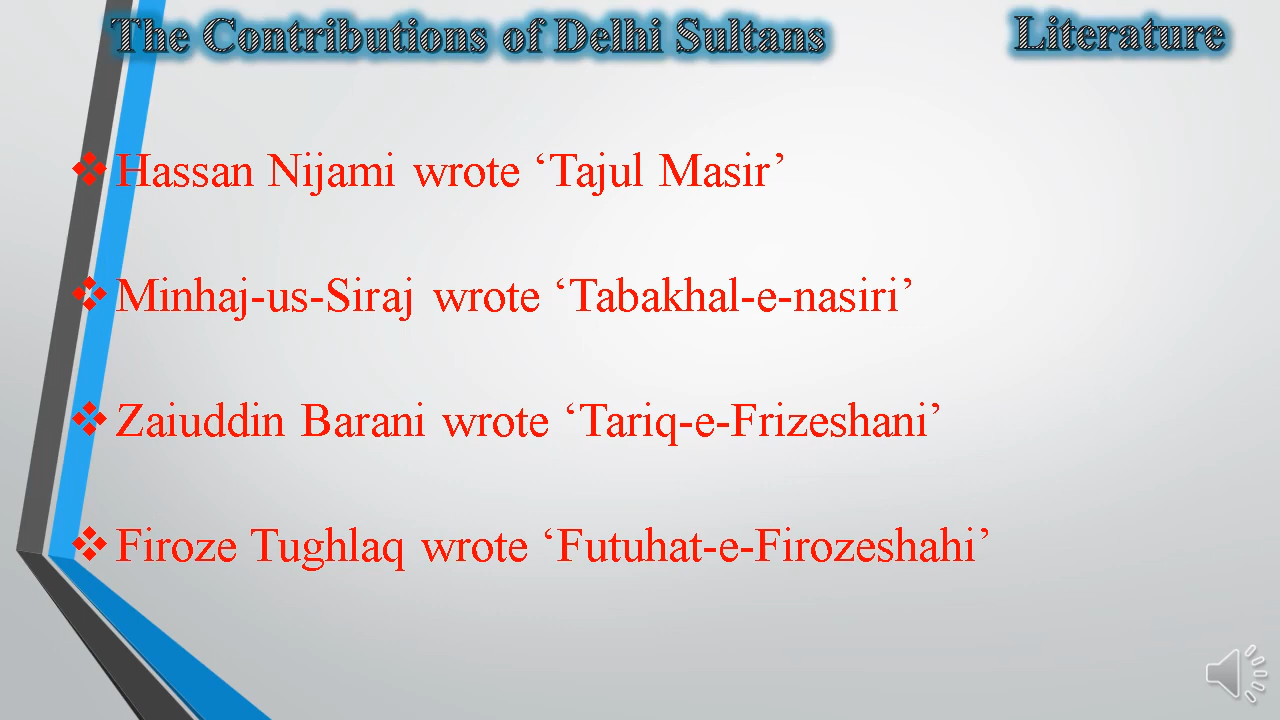 The Contributions of Delhi Sultans
Literature
❖Hassan Nijami wrote ‘Tajul Masir’
❖Minhaj-us-Siraj wrote ‘Tabakhal-e-nasiri’
❖Zaiuddin Barani wrote ‘Tariq-e-Frizeshani’
❖Firoze Tughlaq wrote ‘Futuhat-e-Firozeshahi’